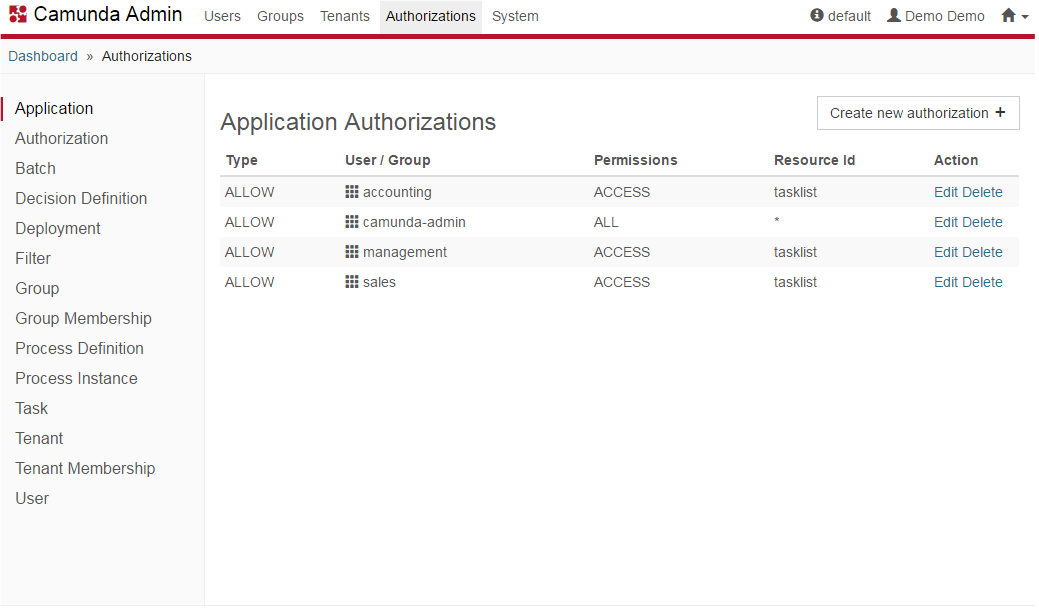 Camunda Admin Users Groups Tenants Authorizations System default Demo Demo
Dashboard » Authorizations
Application
Authorization
Batch
Decision Definition
Deployment
Filter
Group
Group Membership
Process Definition
Process Instance
Task
Tenant
Tenant Membership
User
Application Authorizations
Create new authorization +
Type User / Group Permissions Resource Id Action
ALLOW accounting ACCESS tasklist Edit Delete
ALLOW camunda-admin ALL * Edit Delete
ALLOW management ACCESS tasklist Edit Delete
ALLOW sales ACCESS tasklist Edit Delete